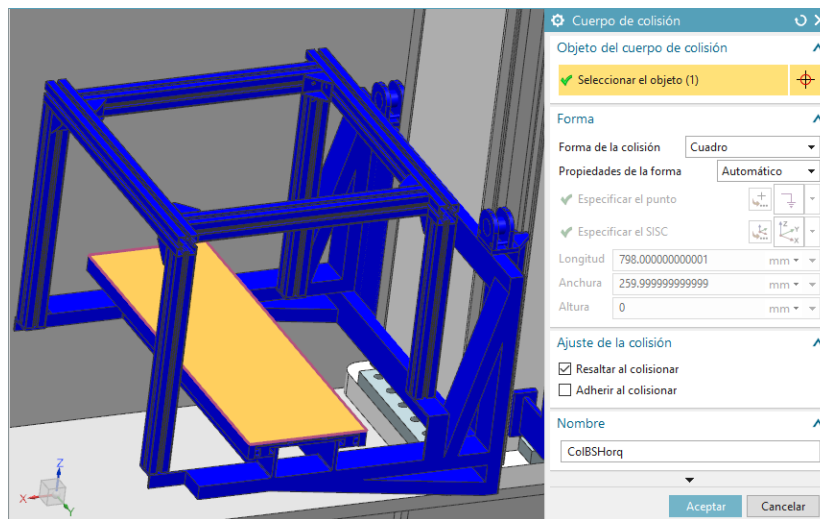 Cuerpo de colisión
Objeto del cuerpo de colisión
Seleccionar el objeto (1)
Forma
Forma de la colisión Cuadro
Propiedades de la forma Automático
Especificar el punto
Especificar el SISC
Longitud 798.000000000001 mm
Anchura 259.999999999999 mm
Altura 0 mm
Ajuste de la colisión
Resaltar al colisionar
Adherir al colisionar
Nombre
ColBSHorq
Aceptar Cancelar
Z
X Y